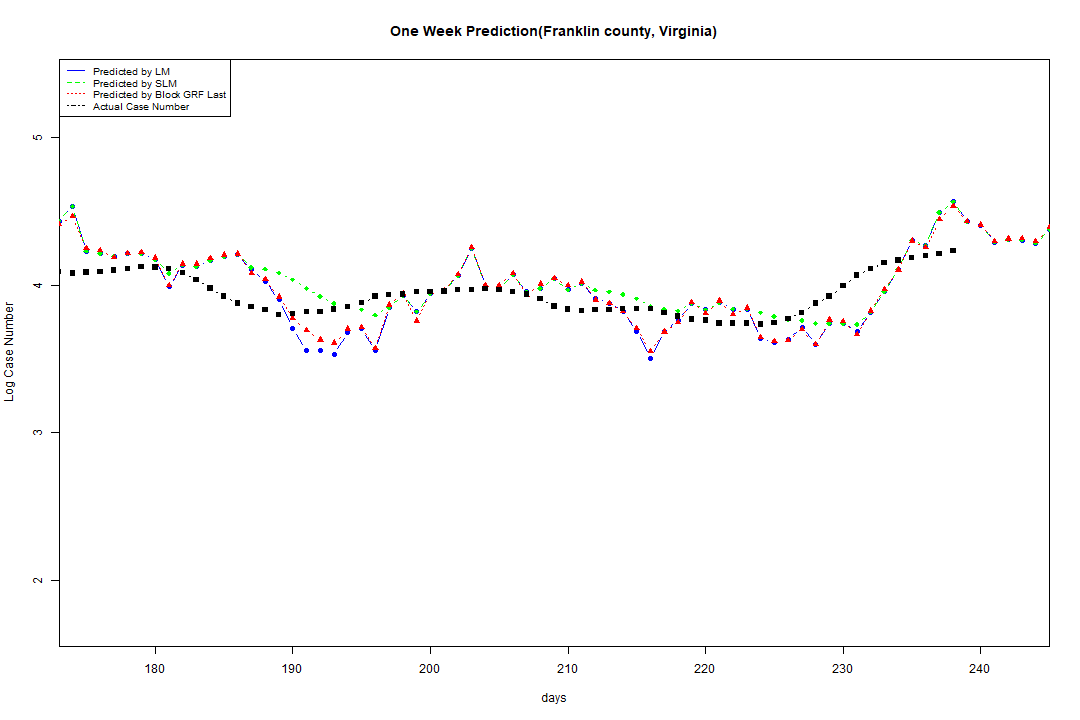 One Week Prediction(Franklin county, Virginia)
Predicted by LM
Predicted by SLM
Predicted by Block GRF Last
Actual Case Number
5
4
3
2
Log Case Number
180 190 200 210 220 230 240
days